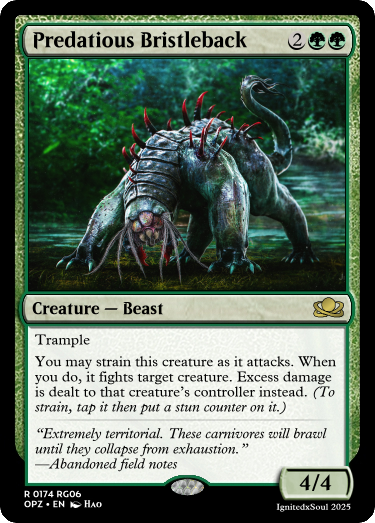 Predatious Bristleback 2
Creature — Beast
Trample
You may strain this creature as it attacks. When
you do, it fights target creature. Excess damage
is dealt to that creature's controller instead. (To
strain, tap it then put a stun counter on it.)
“Extremely territorial. These carnivores will brawl
until they collapse from exhaustion.”
—Abandoned field notes
4/4
R 0174 RG06
OPZ • EN Hao
IgnitedxSoul 2025